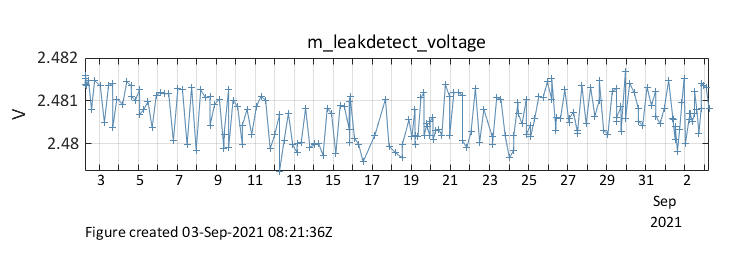 m_leakdetect_voltage
2.482
2.481
2.48
V
3 5 7 9 11 13 15 17 19 21 23 25 27 29 31 2
Sep
2021
Figure created 03-Sep-2021 08:21:36Z